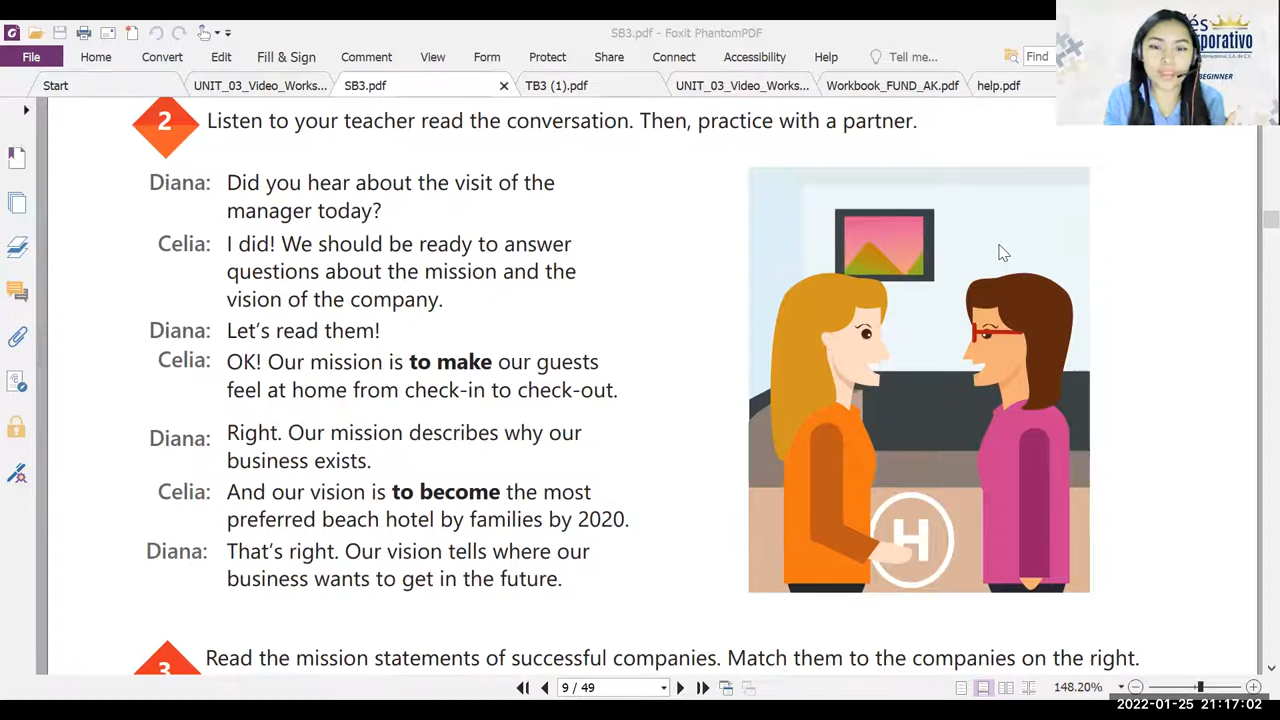 SB3.pdf - Foxit PhantomPDF
File Home Convert Edit Fill & Sign Comment View Form Protect Share Connect Accessibility Help Tell me... Find
Start UNIT_03_Video_Works... SB3.pdf TB3 (1).pdf UNIT_03_Video_Works... Workbook_FUND_AK.pdf help.pdf
és
rporativo
International, S.A. de C.V.
BEGINNER
2 Listen to your teacher read the conversation. Then, practice with a partner.
Diana: Did you hear about the visit of the
manager today?
Celia: I did! We should be ready to answer
questions about the mission and the
vision of the company.
Diana: Let's read them!
Celia: OK! Our mission is to make our guests
feel at home from check-in to check-out.
Diana: Right. Our mission describes why our
business exists.
Celia: And our vision is to become the most
preferred beach hotel by families by 2020.
Diana: That's right. Our vision tells where our
business wants to get in the future.
H
3 Read the mission statements of successful companies. Match them to the companies on the right.
9 / 49
148.20%
2022-01-25 21:17:02